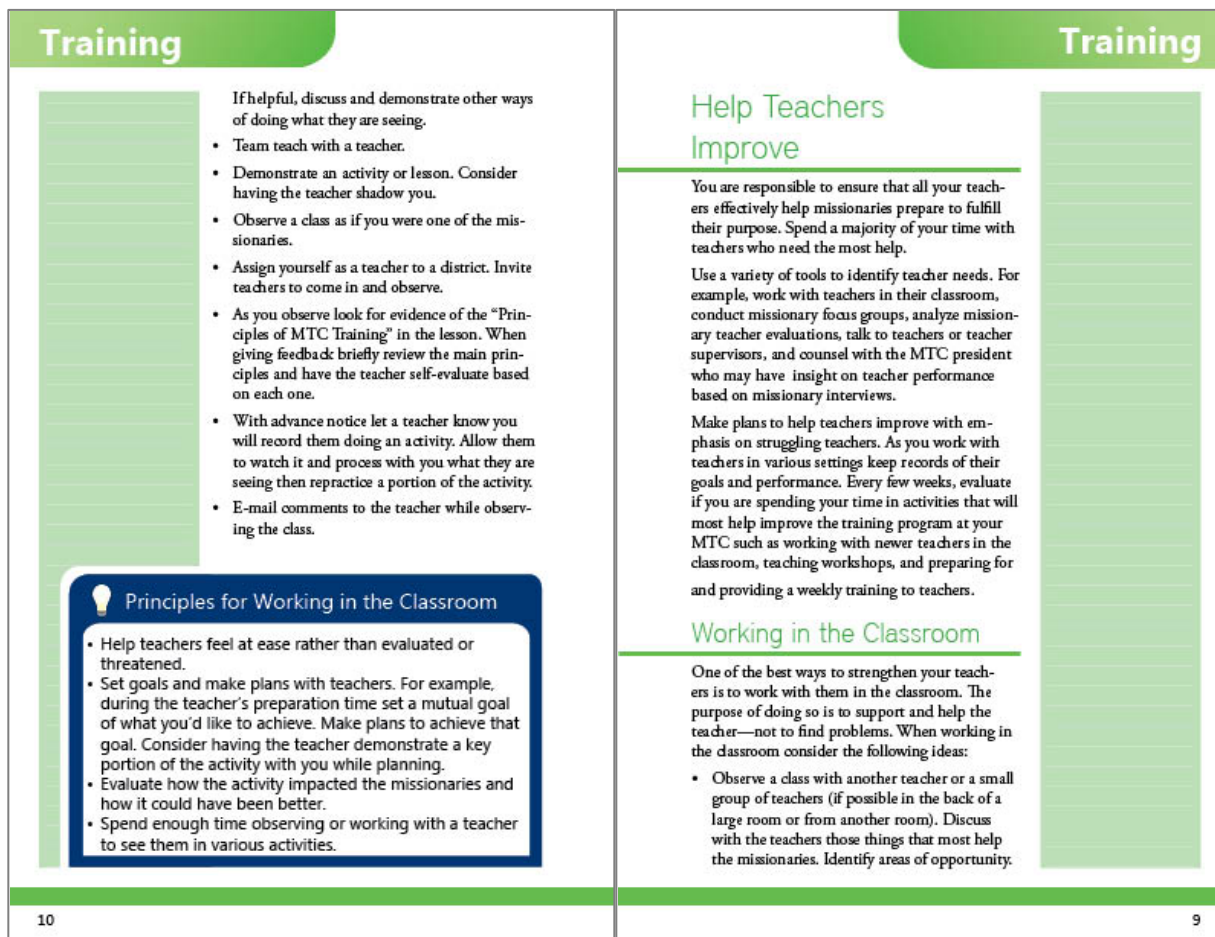 Training
If helpful, discuss and demonstrate other ways
of doing what they are seeing.
• Team teach with a teacher.
• Demonstrate an activity or lesson. Consider
having the teacher shadow you.
• Observe a class as if you were one of the mis-
sionaries.
• Assign yourself as a teacher to a district. Invite
teachers to come in and observe.
• As you observe look for evidence of the “Prin-
ciples of MTC Training” in the lesson. When
giving feedback briefly review the main prin-
ciples and have the teacher self-evaluate based
on each one.
• With advance notice let a teacher know you
will record them doing an activity. Allow them
to watch it and process with you what they are
seeing then repractice a portion of the activity.
• E-mail comments to the teacher while observ-
ing the class.
Principles for Working in the Classroom
• Help teachers feel at ease rather than evaluated or
threatened.
• Set goals and make plans with teachers. For example,
during the teacher’s preparation time set a mutual goal
of what you’d like to achieve. Make plans to achieve that
goal. Consider having the teacher demonstrate a key
portion of the activity with you while planning.
• Evaluate how the activity impacted the missionaries and
how it could have been better.
• Spend enough time observing or working with a teacher
to see them in various activities.
10
Training
Help Teachers
Improve
You are responsible to ensure that all your teach-
ers effectively help missionaries prepare to fulfill
their purpose. Spend a majority of your time with
teachers who need the most help.
Use a variety of tools to identify teacher needs. For
example, work with teachers in their classroom,
conduct missionary focus groups, analyze mission-
ary teacher evaluations, talk to teachers or teacher
supervisors, and counsel with the MTC president
who may have insight on teacher performance
based on missionary interviews.
Make plans to help teachers improve with em-
phasis on struggling teachers. As you work with
teachers in various settings keep records of their
goals and performance. Every few weeks, evaluate
if you are spending your time in activities that will
most help improve the training program at your
MTC such as working with newer teachers in the
classroom, teaching workshops, and preparing for
and providing a weekly training to teachers.
Working in the Classroom
One of the best ways to strengthen your teach-
ers is to work with them in the classroom. The
purpose of doing so is to support and help the
teacher—not to find problems. When working in
the classroom consider the following ideas:
• Observe a class with another teacher or a small
group of teachers (if possible in the back of a
large room or from another room). Discuss
with the teachers those things that most help
the missionaries. Identify areas of opportunity.
9